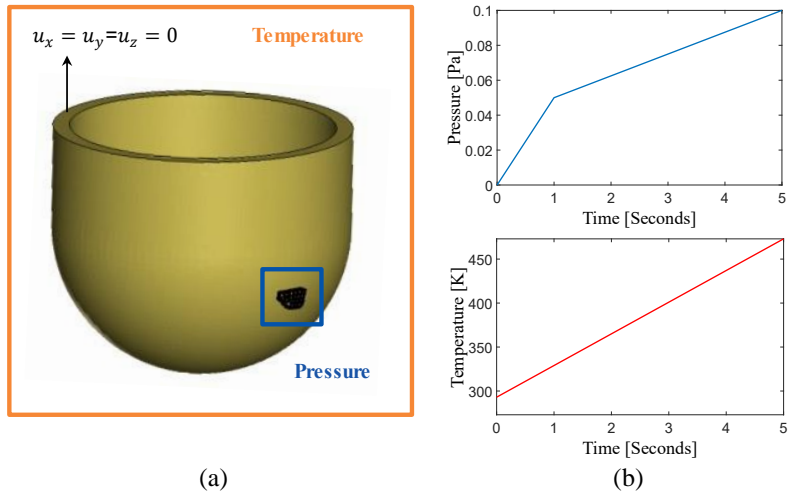 u_x = u_y=u_z = 0
Temperature
Pressure
(a)
0.1
0.08
0.06
0.04
0.02
0
Pressure [Pa]
0 1 2 3 4 5
Time [Seconds]
450
400
350
300
Temperature [K]
0 1 2 3 4 5
Time [Seconds]
(b)